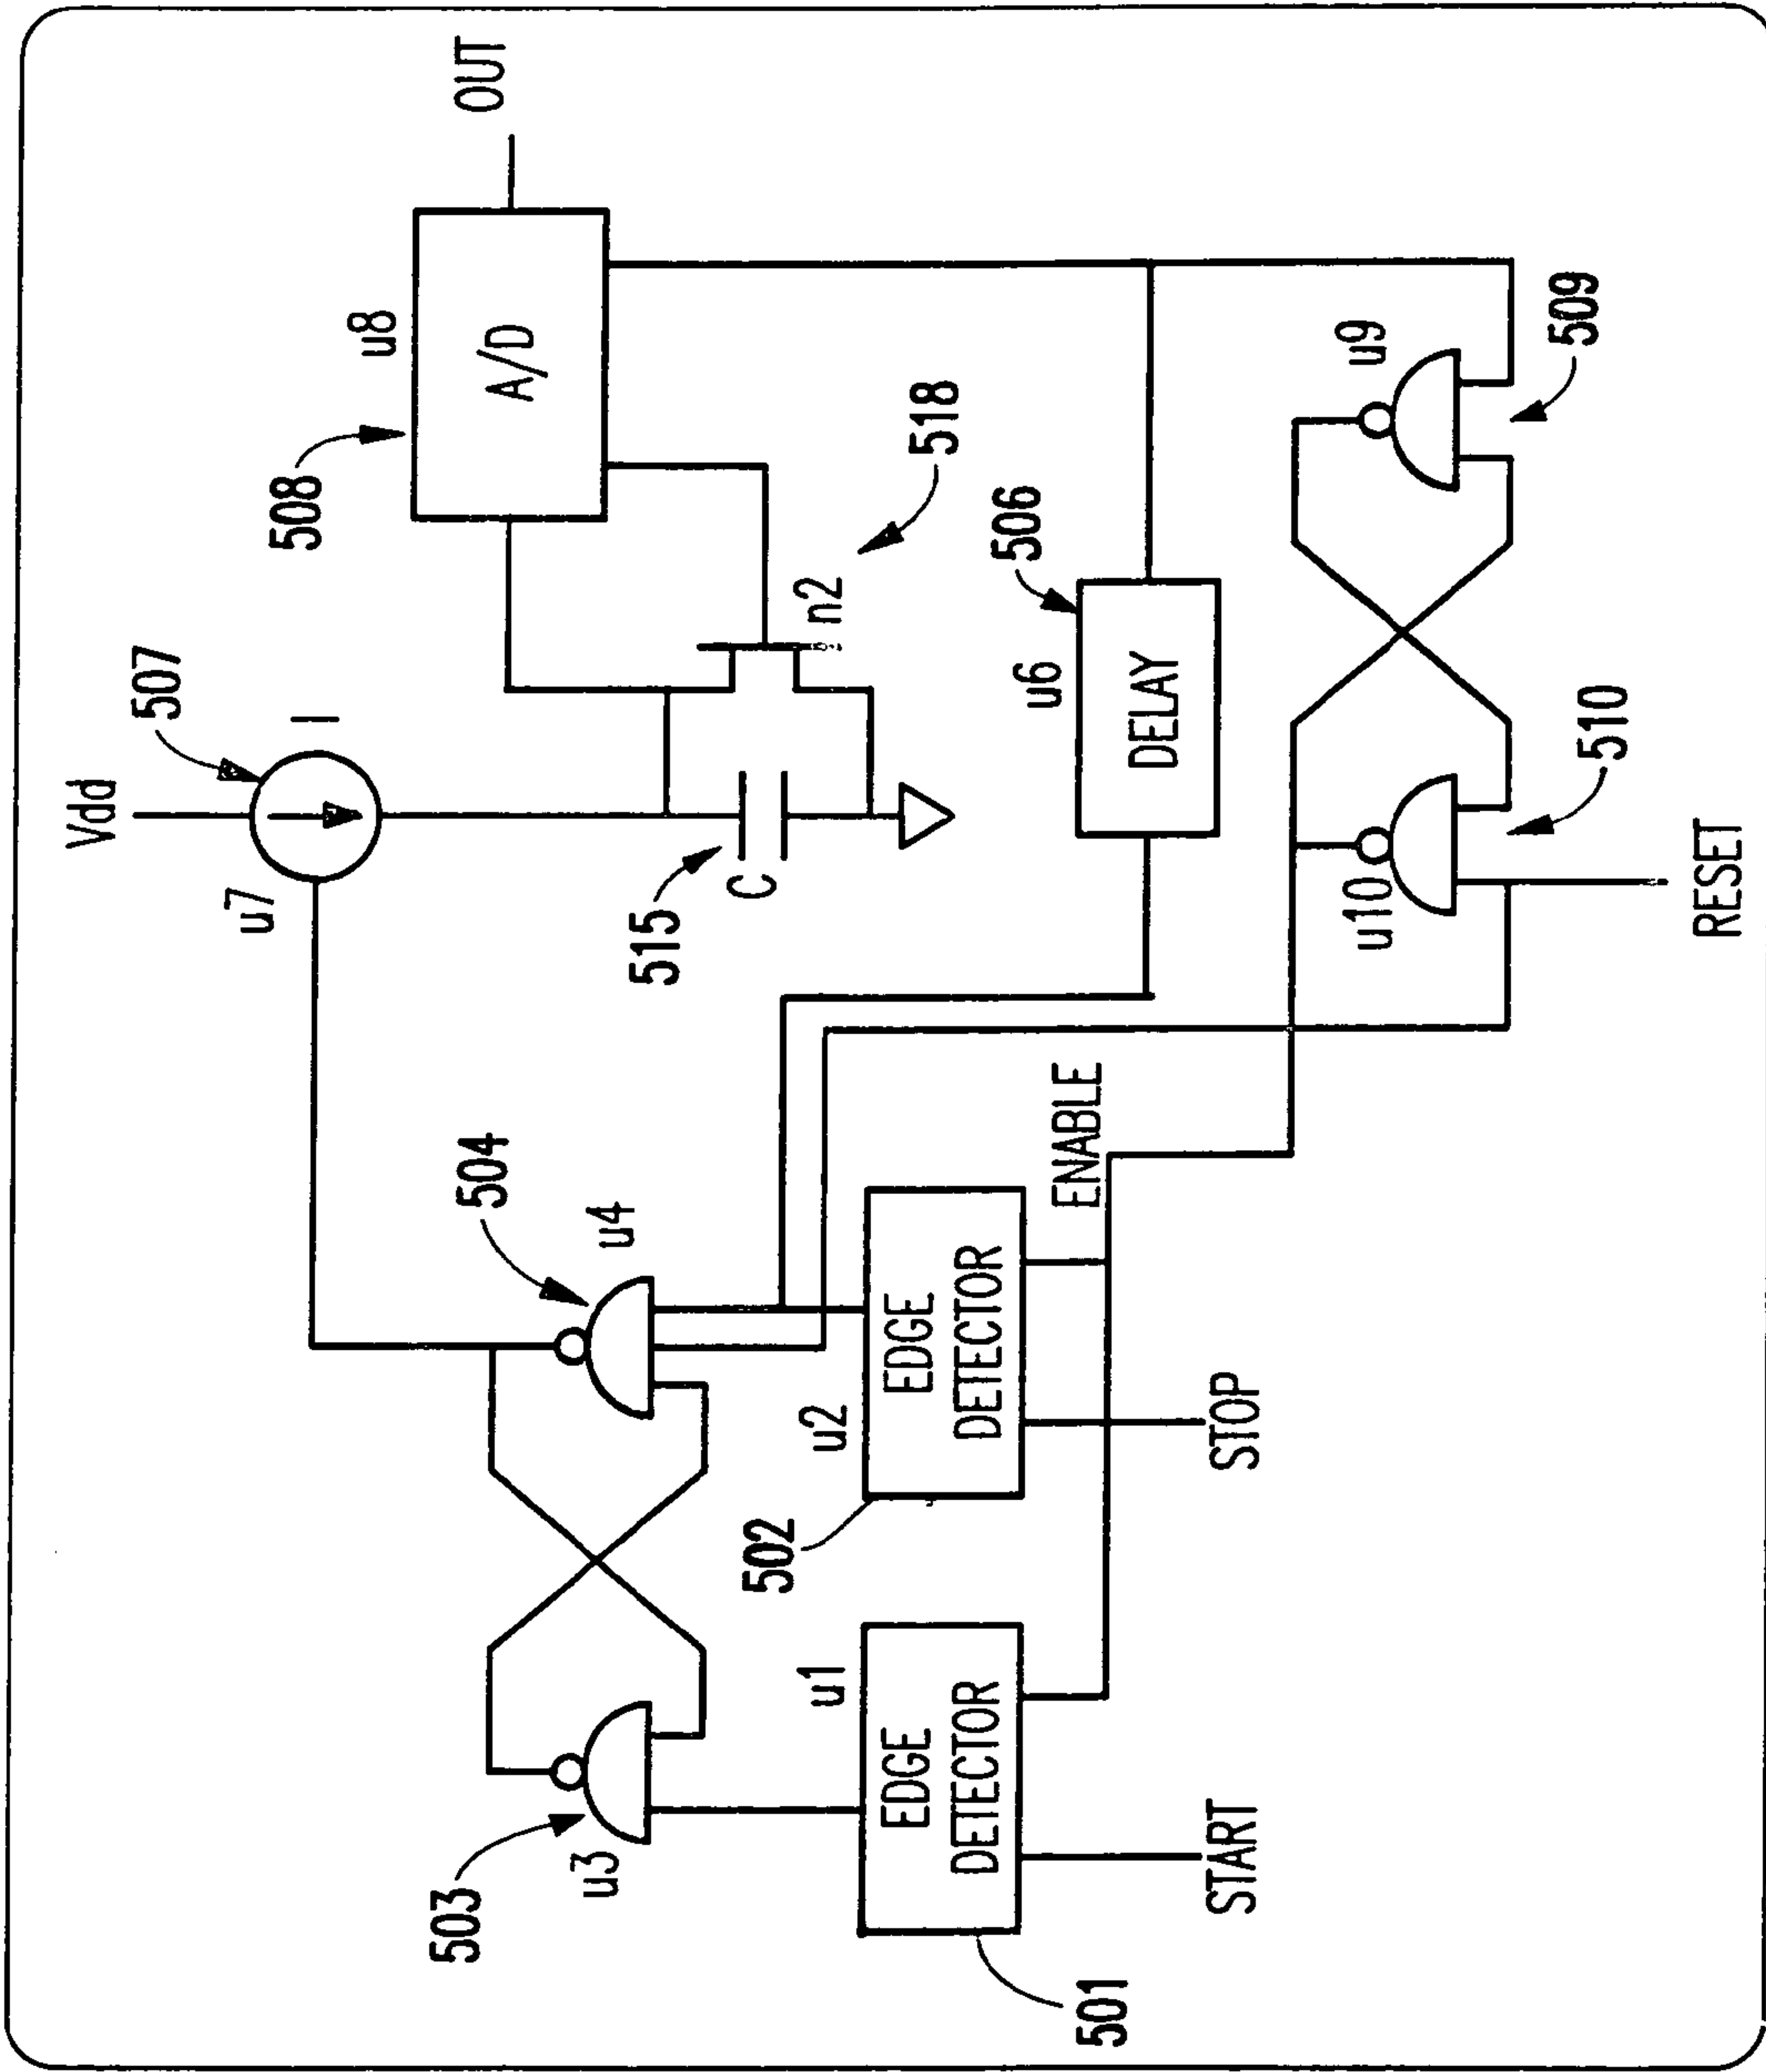 Vdd
507
I
u7
508
u8
A/D
OUT
504
u4
503
u3
515
C
n2
518
u2
EDGE
DETECTOR
502
u1
EDGE
DETECTOR
501
ENABLE
u6
506
DELAY
START
STOP
u10
510
u9
509
RESET